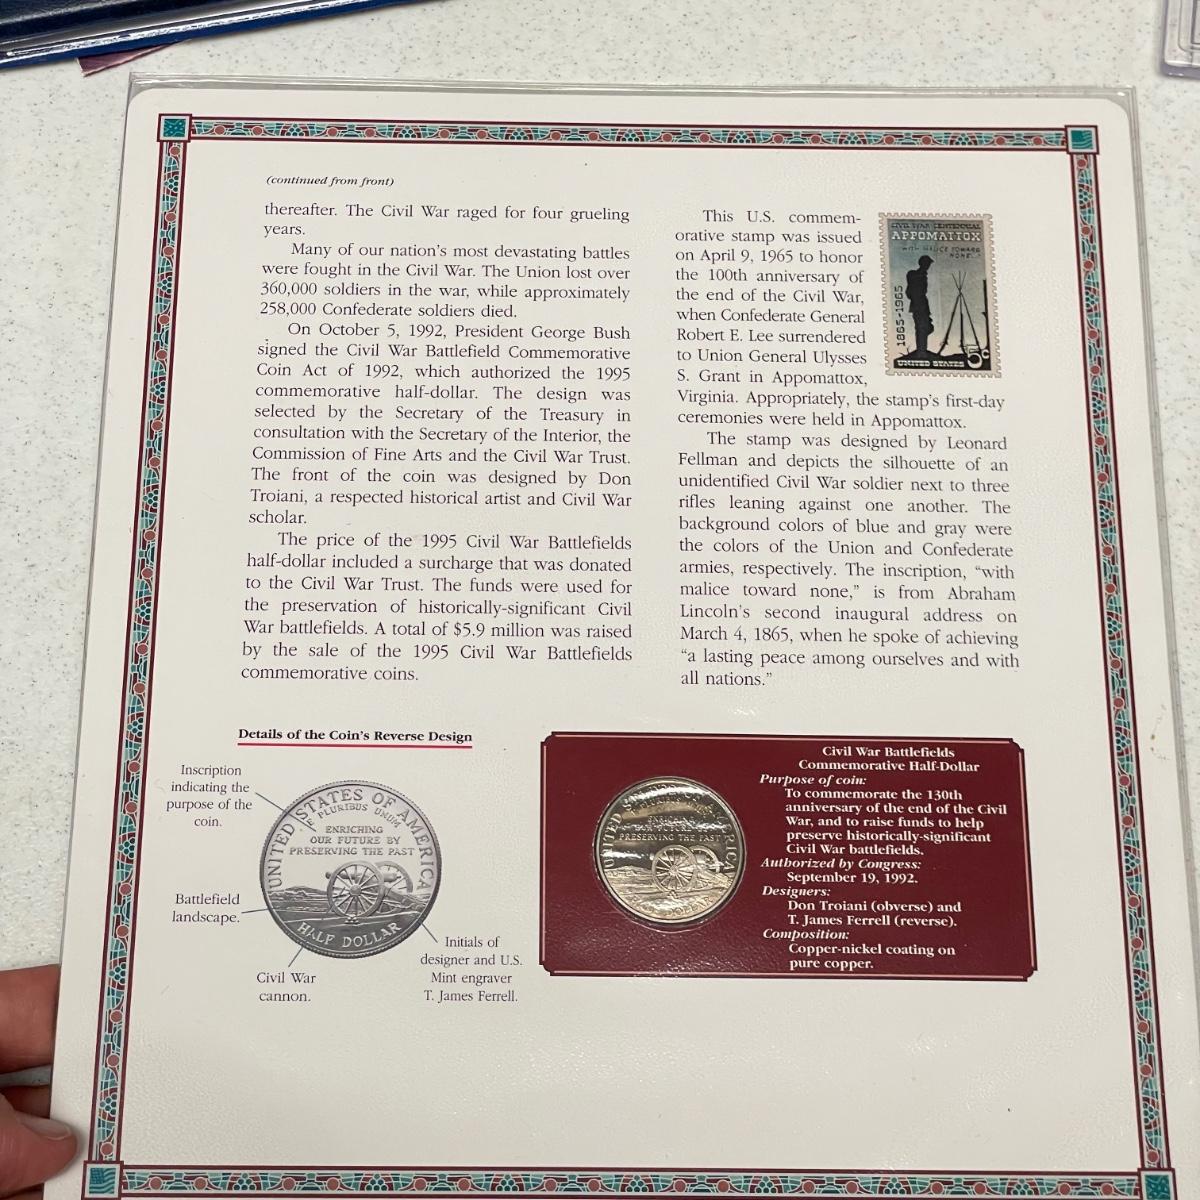 (continued from front)
thereafter. The Civil War raged for four grueling
years.
Many of our nation's most devastating battles
were fought in the Civil War. The Union lost over
360,000 soldiers in the war, while approximately
258,000 Confederate soldiers died.
On October 5, 1992, President George Bush
signed the Civil War Battlefield Commemorative
Coin Act of 1992, which authorized the 1995
commemorative half-dollar. The design was
selected by the Secretary of the Treasury in
consultation with the Secretary of the Interior, the
Commission of Fine Arts and the Civil War Trust.
The front of the coin was designed by Don
Troiani, a respected historical artist and Civil War
scholar.
The price of the 1995 Civil War Battlefields
half-dollar included a surcharge that was donated
to the Civil War Trust. The funds were used for
the preservation of historically-significant Civil
War battlefields. A total of $5.9 million was raised
by the sale of the 1995 Civil War Battlefields
commemorative coins.
This U.S. commem-
orative stamp was issued
on April 9, 1965 to honor
the 100th anniversary of
the end of the Civil War,
when Confederate General
Robert E. Lee surrendered
to Union General Ulysses
S. Grant in Appomattox,
Virginia. Appropriately, the stamp's first-day
ceremonies were held in Appomattox.
The stamp was designed by Leonard
Fellman and depicts the silhouette of an
unidentified Civil War soldier next to three
rifles leaning against one another. The
background colors of blue and gray were
the colors of the Union and Confederate
armies, respectively. The inscription, "with
malice toward none," is from Abraham
Lincoln's second inaugural address on
March 4, 1865, when he spoke of achieving
"a lasting peace among ourselves and with
all nations."
CIVIL WAR CENTENNIAL
APPOMATTOX
WITH MALICE TOWARD
NONE...
1865-1965
UNITED STATES 5c
Details of the Coin's Reverse Design
Inscription
indicating the
purpose of the
coin.
Battlefield
landscape.
Civil War
cannon.
Initials of
designer and U.S.
Mint engraver
T. James Ferrell.
UNITED STATES OF AMERICA
E PLURIBUS UNUM
ENRICHING
OUR FUTURE BY
PRESERVING THE PAST
HALF DOLLAR
UNITED STATES OF AMERICA
ENRICHING
OUR FUTURE BY
PRESERVING THE PAST
HALF DOLLAR
Civil War Battlefields
Commemorative Half-Dollar
Purpose of coin:
To commemorate the 130th
anniversary of the end of the Civil
War, and to raise funds to help
preserve historically-significant
Civil War battlefields.
Authorized by Congress:
September 19, 1992.
Designers:
Don Troiani (obverse) and
T. James Ferrell (reverse).
Composition:
Copper-nickel coating on
pure copper.